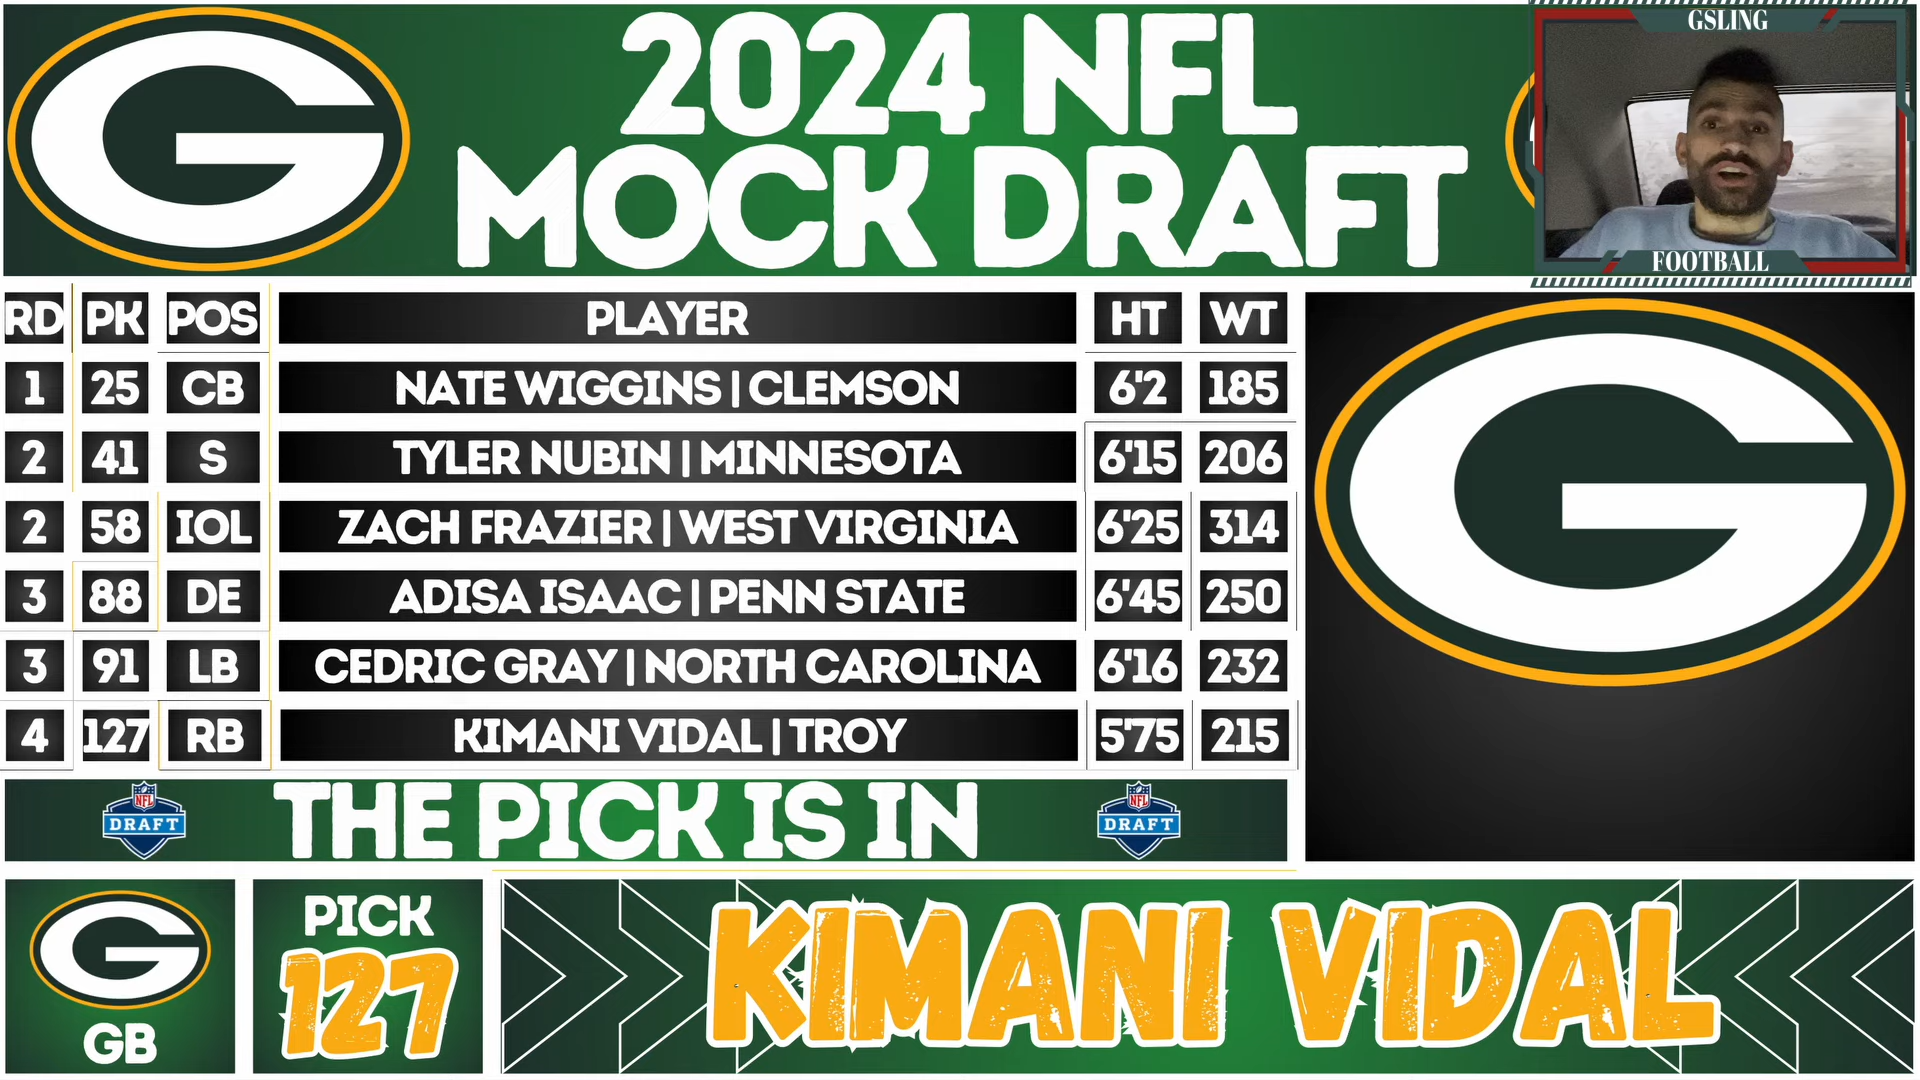 2024 NFL
MOCK DRAFT
GSLING
FOOTBALL
RD PK POS PLAYER HT WT
1 25 CB NATE WIGGINS | CLEMSON 6'2 185
2 41 S TYLER NUBIN | MINNESOTA 6'15 206
2 58 IOL ZACH FRAZIER | WEST VIRGINIA 6'25 314
3 88 DE ADISA ISAAC | PENN STATE 6'45 250
3 91 LB CEDRIC GRAY | NORTH CAROLINA 6'16 232
4 127 RB KIMANI VIDAL | TROY 5'75 215
NFL DRAFT THE PICK IS IN NFL DRAFT
G
GB
PICK
127
KIMANI VIDAL